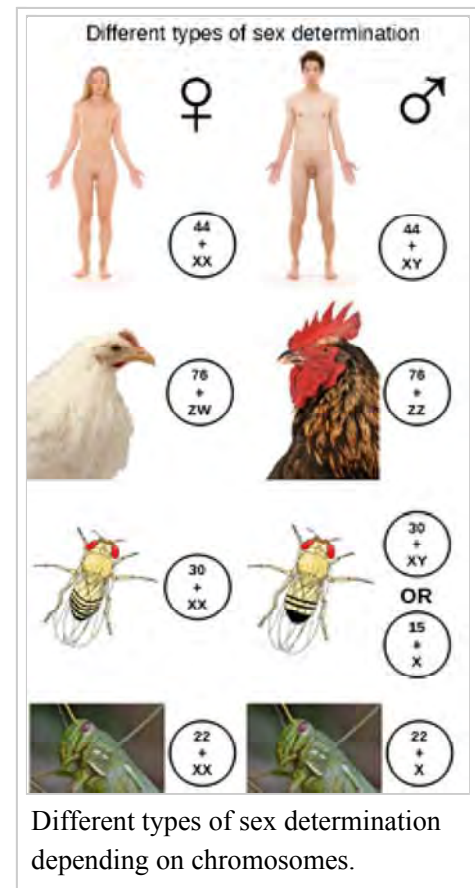 Different types of sex determination
♀ ♂
44
+
XX
44
+
XY
76
+
ZW
76
+
ZZ
30
+
XX
30
+
XY
OR
15
+
X
22
+
XX
22
+
X
Different types of sex determination
depending on chromosomes.